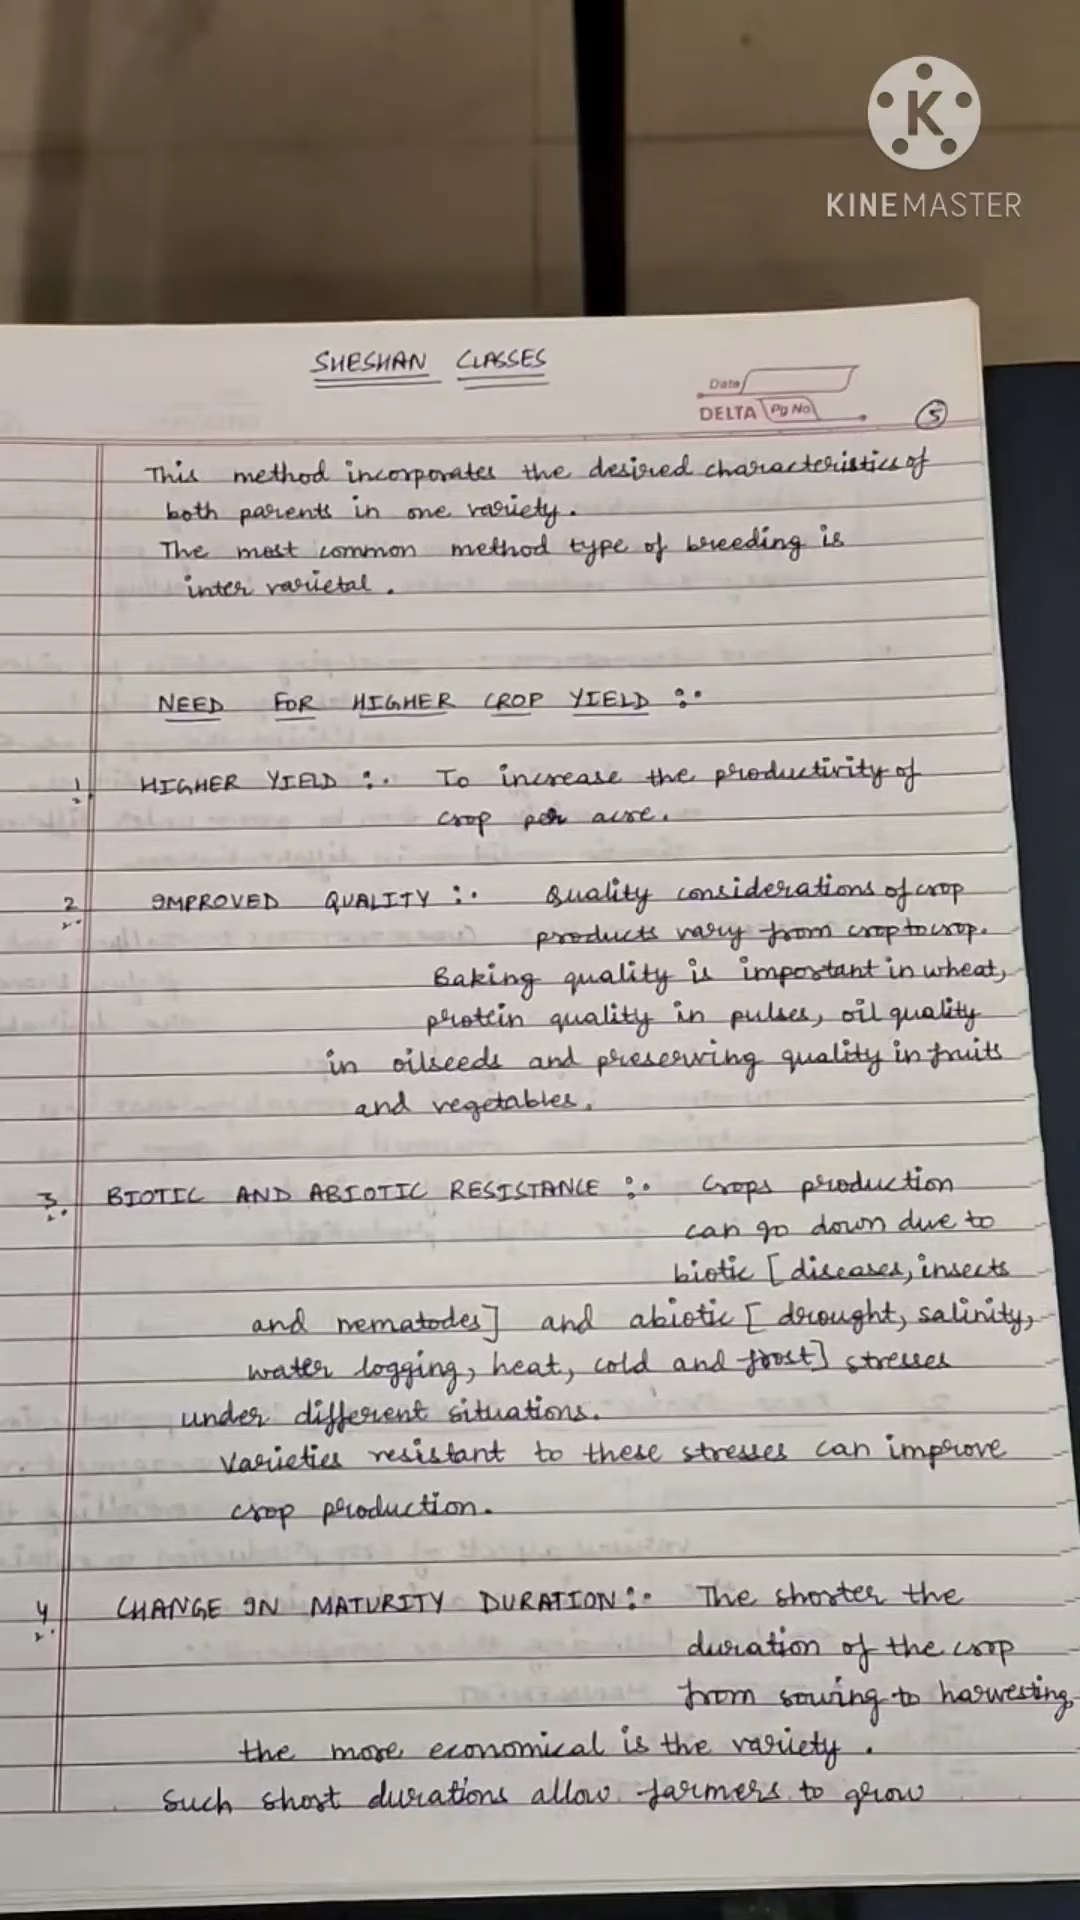 K
KINEMASTER
SHESHAN CLASSES
Date
DELTA Pg No
5
This method incorporates the desired characteristics of
both parents in one variety.
The most common method type of breeding is
inter varietal.
NEED FOR HIGHER CROP YIELD :-
1. HIGHER YIELD :- To increase the productivity of
crop per acre.
2. IMPROVED QUALITY :- Quality considerations of crop
products vary from crop to crop.
Baking quality is important in wheat,
protein quality in pulses, oil quality
in oilseeds and preserving quality in fruits
and vegetables.
3. BIOTIC AND ABIOTIC RESISTANCE :- Crops production
can go down due to
biotic [diseases, insects
and nematodes] and abiotic [drought, salinity,
water logging, heat, cold and frost] stresses
under different situations.
Varieties resistant to these stresses can improve
crop production.
4. CHANGE IN MATURITY DURATION :- The shorter the
duration of the crop
from sowing to harvesting,
the more economical is the variety.
Such short durations allow farmers to grow